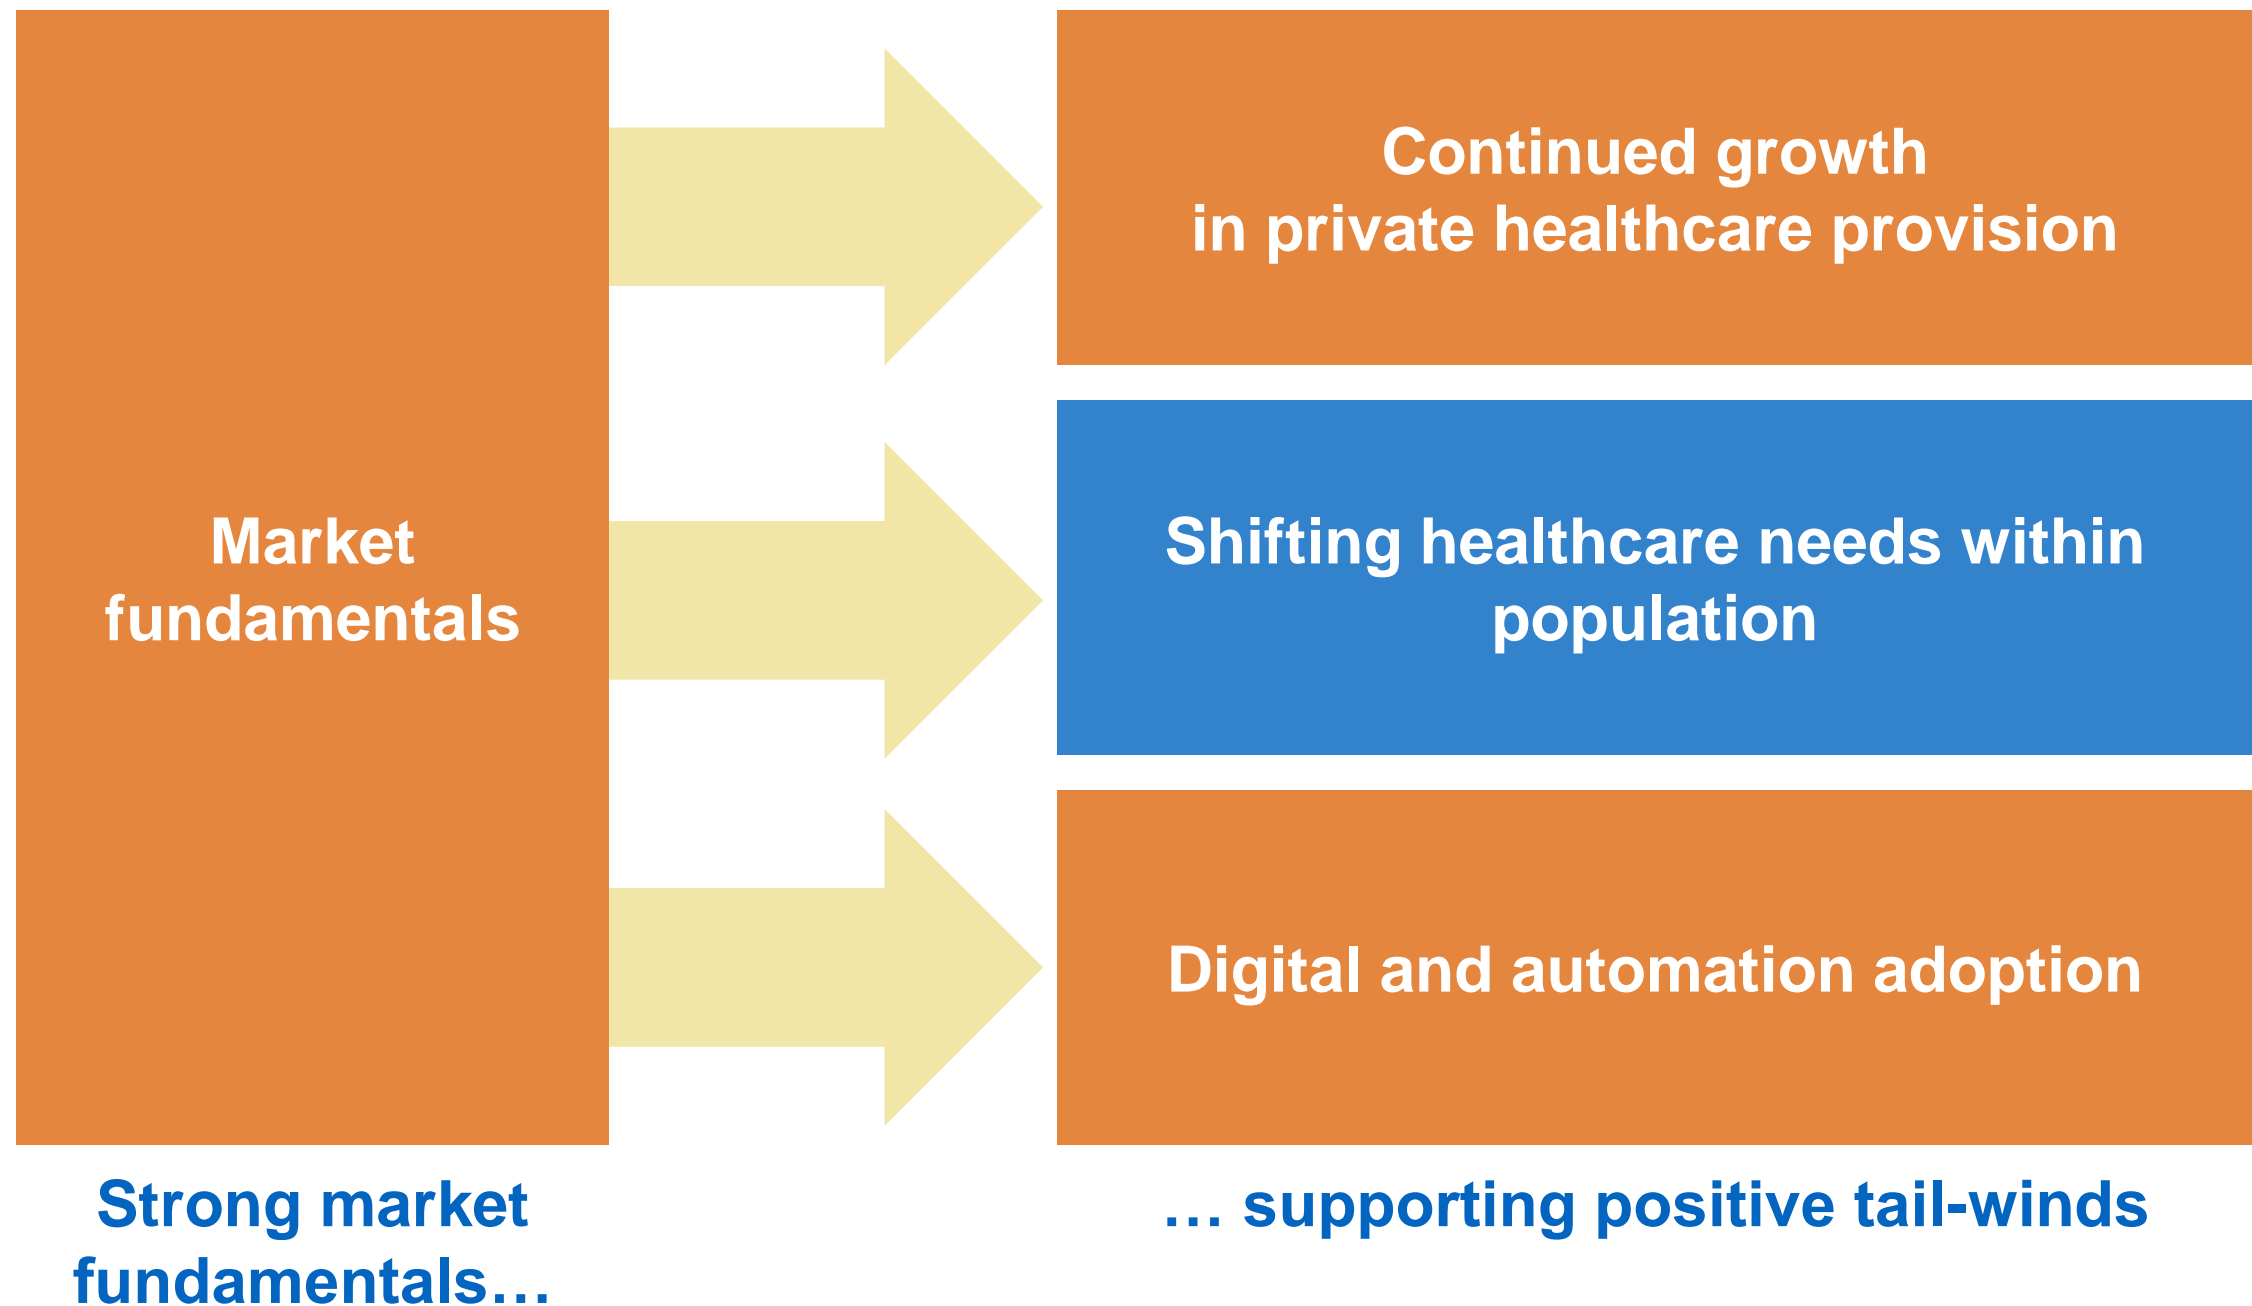 Market
fundamentals
Continued growth
in private healthcare provision
Shifting healthcare needs within
population
Digital and automation adoption
Strong market
fundamentals…
… supporting positive tail-winds